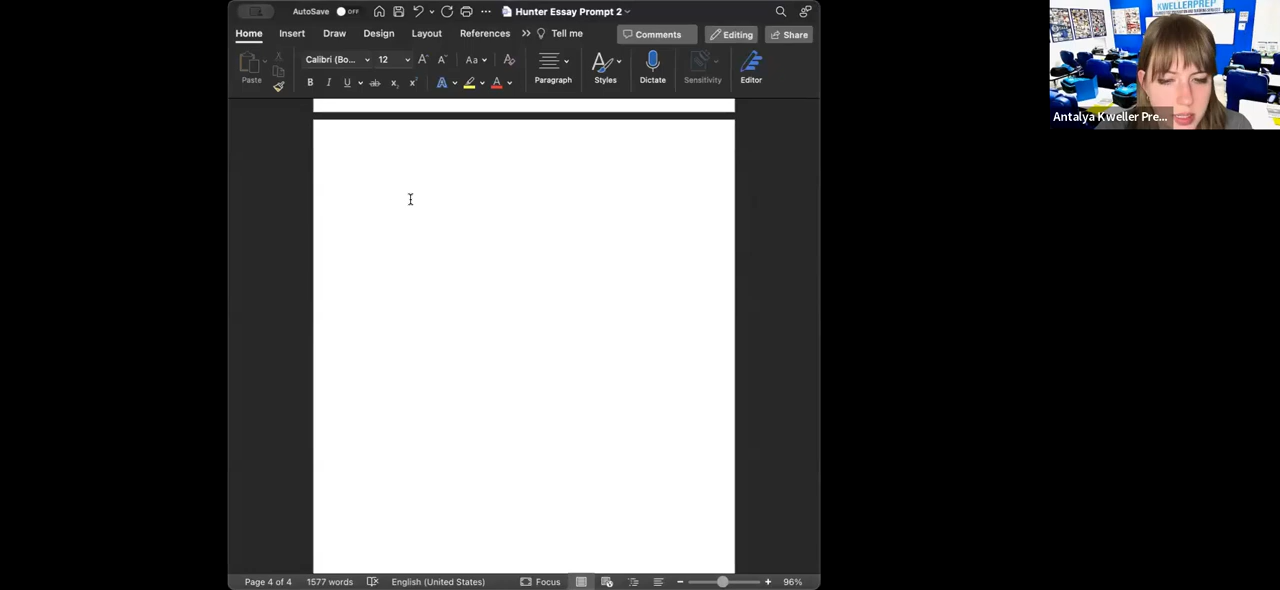 AutoSave OFF
Hunter Essay Prompt 2
Home Insert Draw Design Layout References Tell me
Comments Editing Share
Paste
Calibri (Bo... 12
Paragraph Styles Dictate Sensitivity Editor
KWELLERPREP
Antalya Kweller Pre...
Page 4 of 4 1577 words English (United States) Focus 96%